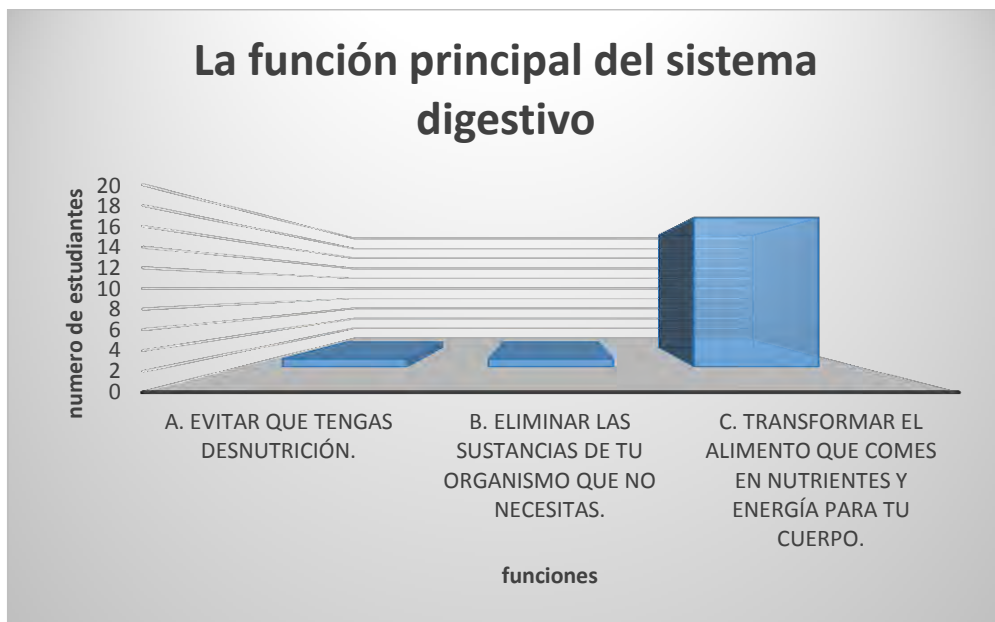 La función principal del sistema
digestivo
numero de estudiantes
20
18
16
14
12
10
8
6
4
2
0
A. EVITAR QUE TENGAS
DESNUTRICIÓN.
B. ELIMINAR LAS
SUSTANCIAS DE TU
ORGANISMO QUE NO
NECESITAS.
C. TRANSFORMAR EL
ALIMENTO QUE COMES
EN NUTRIENTES Y
ENERGÍA PARA TU
CUERPO.
funciones